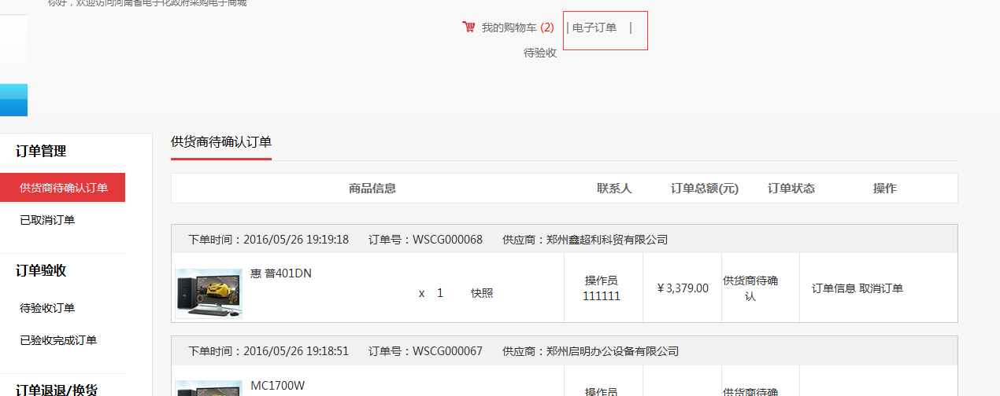 你好，欢迎访问河南省电子化政府采购电子商城
我的购物车 (2) | 电子订单 |
待验收
订单管理
供货商待确认订单
已取消订单
订单验收
待验收订单
已验收完成订单
订单退退/换货
供货商待确认订单
商品信息 联系人 订单总额(元) 订单状态 操作
下单时间：2016/05/26 19:19:18 订单号：WSCG000068 供应商：郑州鑫超利科贸有限公司
惠 普401DN
x 1 快照
操作员
111111
¥ 3,379.00
供货商待确
认
订单信息 取消订单
下单时间：2016/05/26 19:18:51 订单号：WSCG000067 供应商：郑州启明办公设备有限公司
MC1700W
操作员
供货商待确